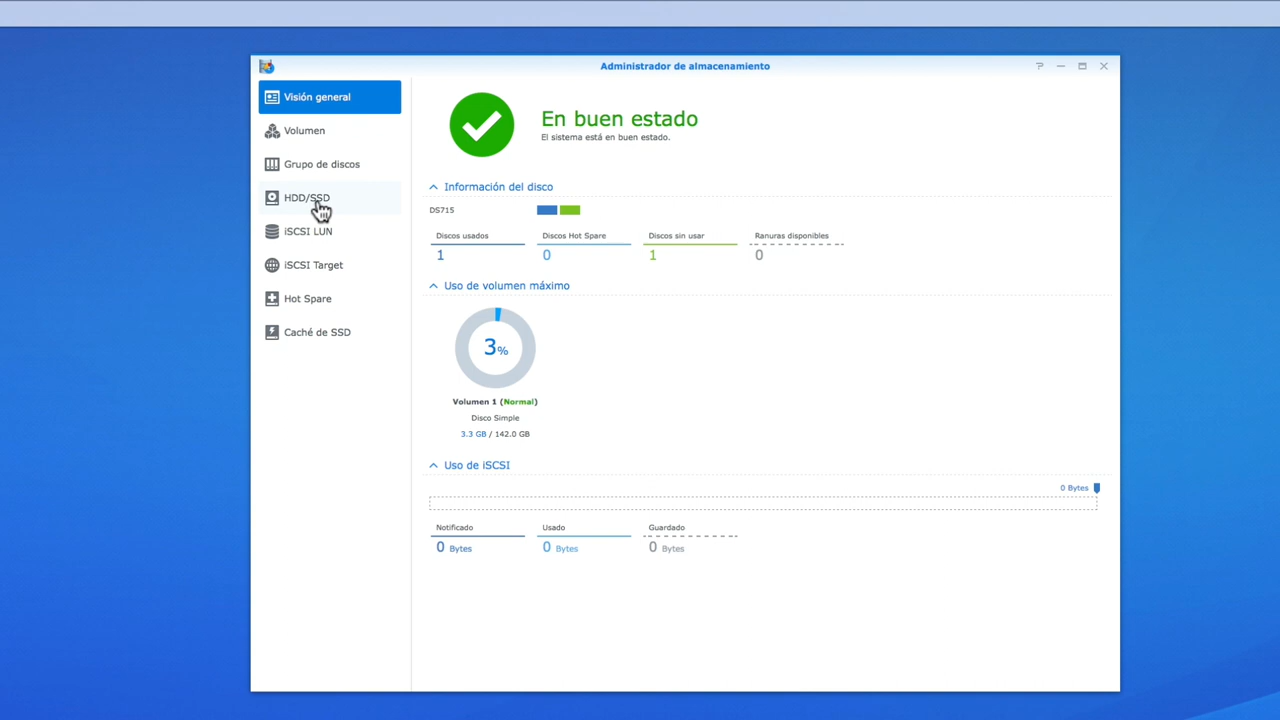 Administrador de almacenamiento
Visión general
Volumen
Grupo de discos
HDD/SSD
iSCSI LUN
iSCSI Target
Hot Spare
Caché de SSD
En buen estado
El sistema está en buen estado.
Información del disco
DS715
Discos usados Discos Hot Spare Discos sin usar Ranuras disponibles
1 0 1 0
Uso de volumen máximo
3%
Volumen 1 (Normal)
Disco Simple
3.3 GB / 142.0 GB
Uso de iSCSI
0 Bytes
Notificado Usado Guardado
0 Bytes 0 Bytes 0 Bytes